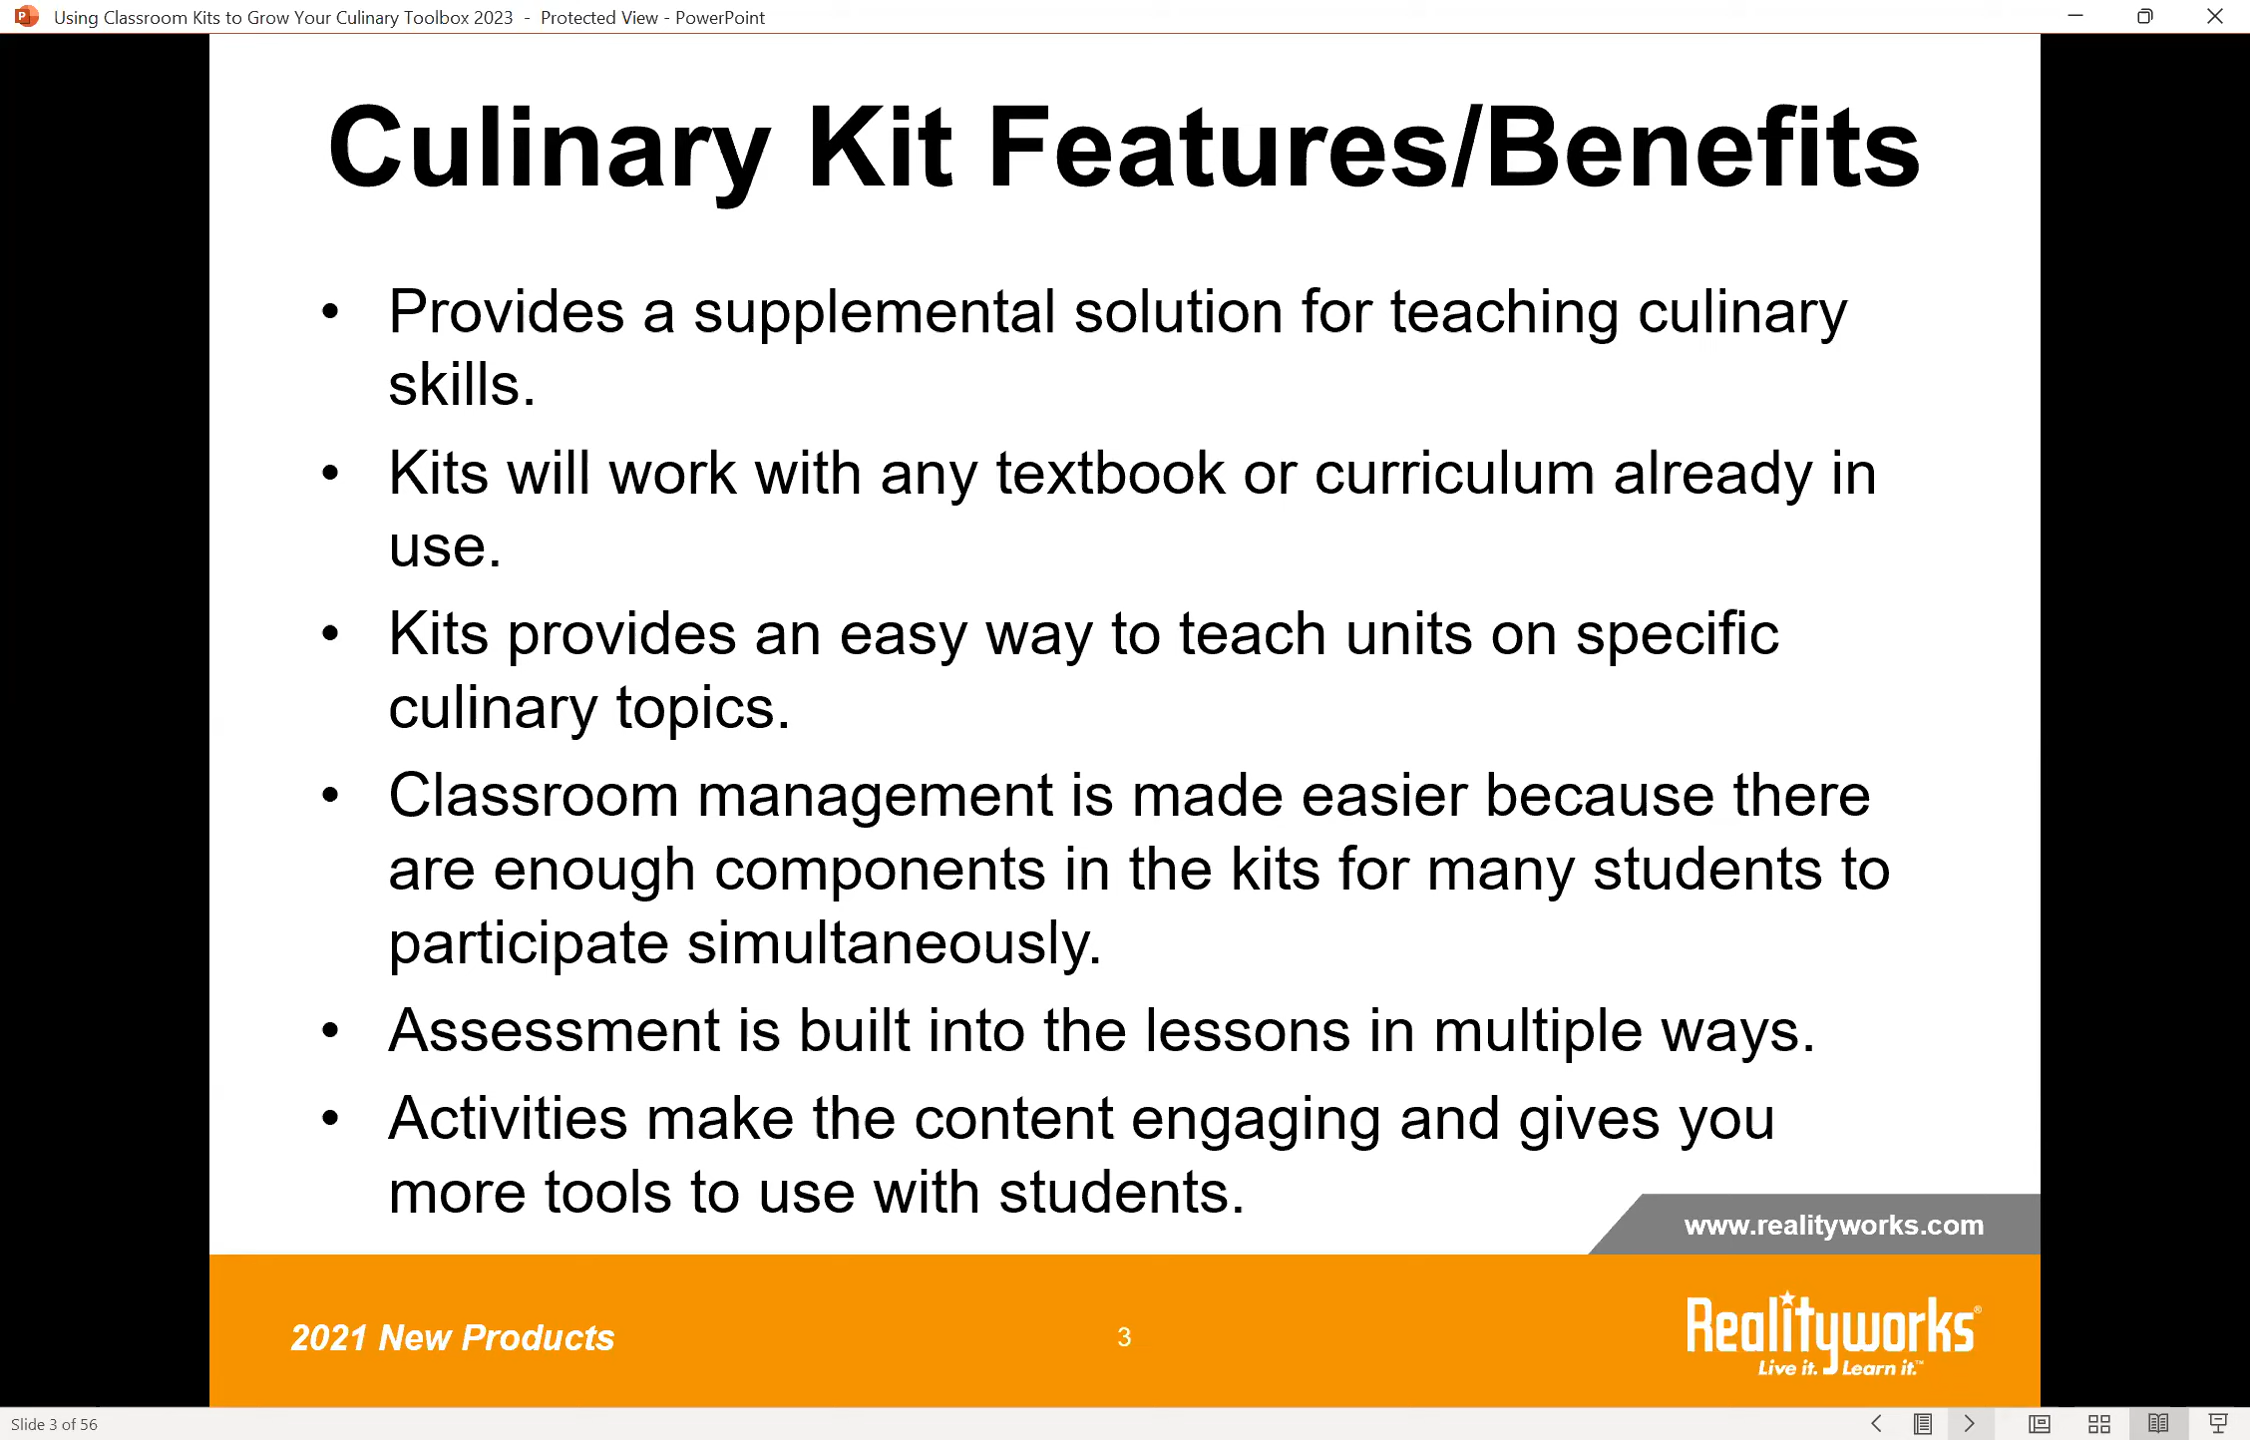 Using Classroom Kits to Grow Your Culinary Toolbox 2023 - Protected View - PowerPoint
Culinary Kit Features/Benefits
• Provides a supplemental solution for teaching culinary
skills.
• Kits will work with any textbook or curriculum already in
use.
• Kits provides an easy way to teach units on specific
culinary topics.
• Classroom management is made easier because there
are enough components in the kits for many students to
participate simultaneously.
• Assessment is built into the lessons in multiple ways.
• Activities make the content engaging and gives you
more tools to use with students.
www.realityworks.com
2021 New Products
3
Realityworks®
Live it. Learn it.™
Slide 3 of 56